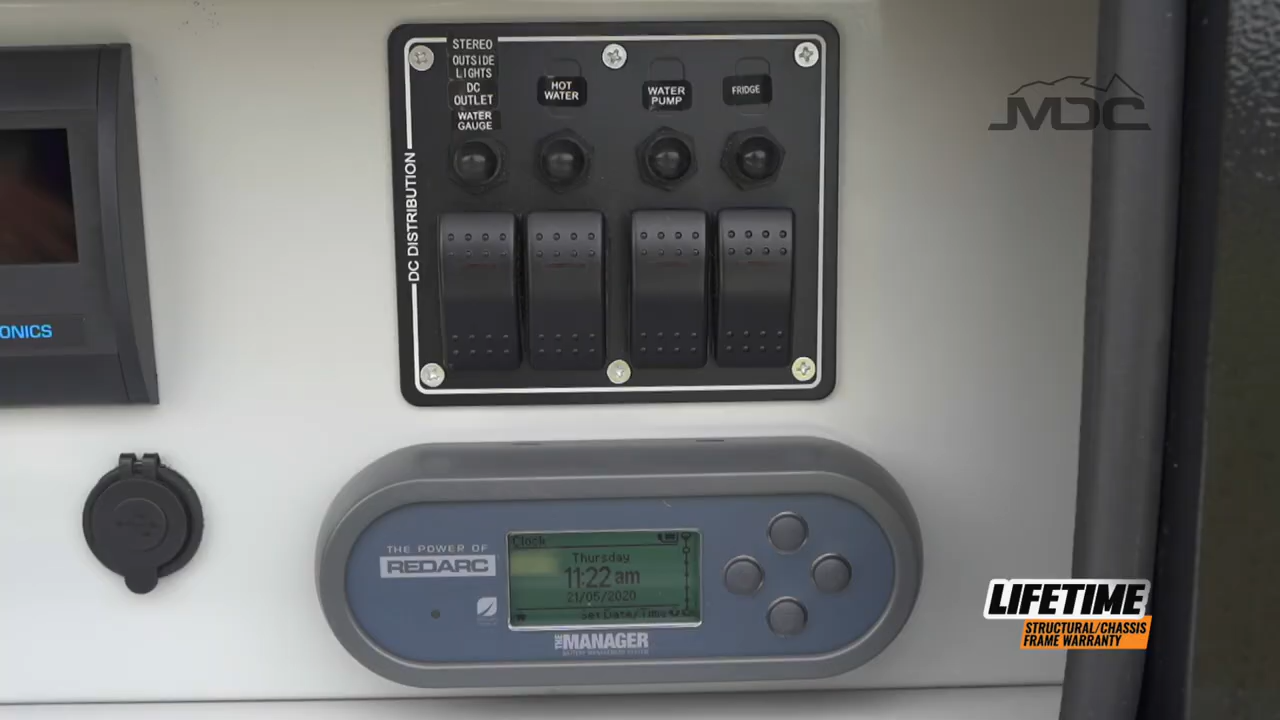 STEREO
OUTSIDE
LIGHTS
DC
OUTLET
WATER
GAUGE
HOT
WATER
WATER
PUMP
FRIDGE
DC DISTRIBUTION
MDC
ONICS
THE POWER OF
REDARC
Clock
Thursday
11:22 am
21/05/2020
set Date/Time
THE MANAGER
BATTERY MANAGEMENT SYSTEM
LIFETIME
STRUCTURAL/CHASSIS
FRAME WARRANTY